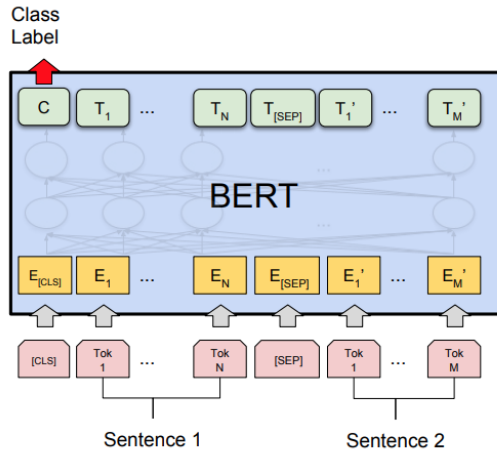 Class
Label
C T1 ... TN T[SEP] T1' ... TM'
...
BERT
...
E[CLS] E1 ... EN E[SEP] E1' ... EM'
[CLS] Tok 1 ... Tok N [SEP] Tok 1 ... Tok M
Sentence 1 Sentence 2